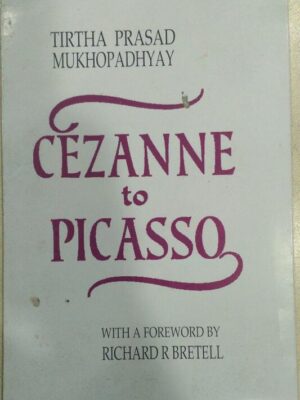 TIRTHA PRASAD
MUKHOPADHYAY
CÉZANNE
to
PICASSO
WITH A FOREWORD BY
RICHARD R BRETELL